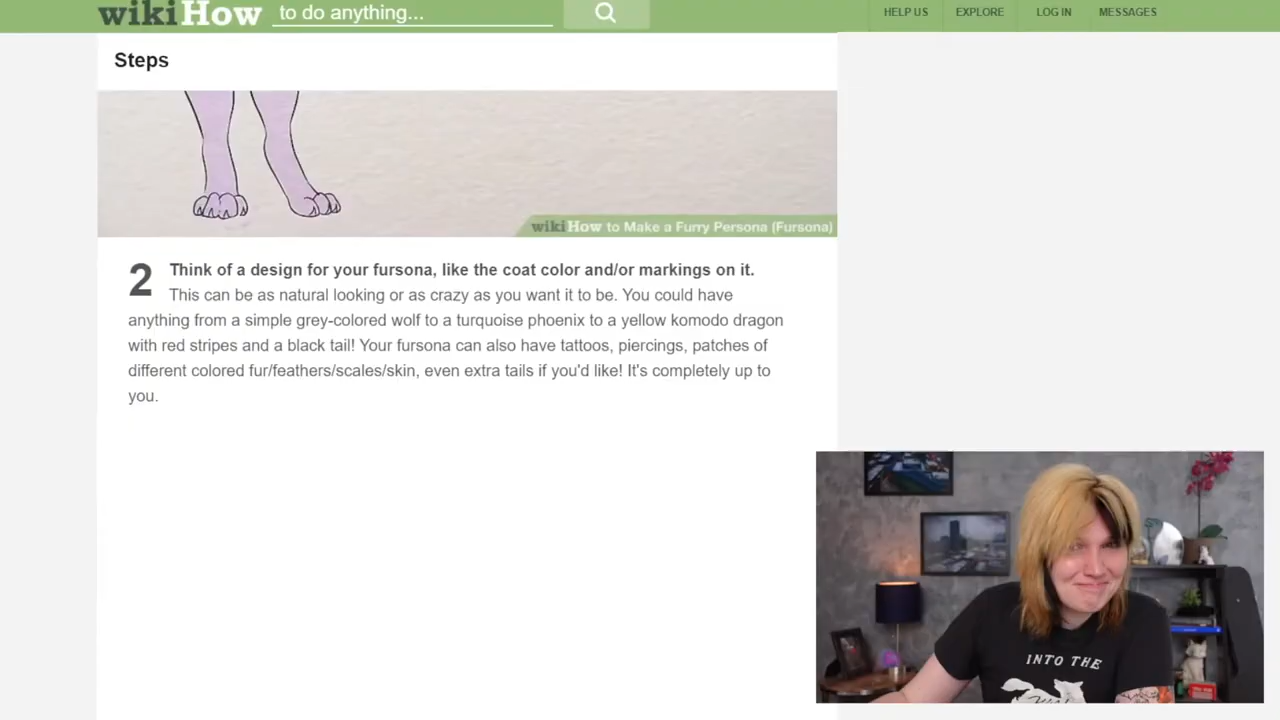 wikiHow to do anything...
HELP US EXPLORE LOG IN MESSAGES
Steps
wikiHow to Make a Furry Persona (Fursona)
2 Think of a design for your fursona, like the coat color and/or markings on it.
This can be as natural looking or as crazy as you want it to be. You could have
anything from a simple grey-colored wolf to a turquoise phoenix to a yellow komodo dragon
with red stripes and a black tail! Your fursona can also have tattoos, piercings, patches of
different colored fur/feathers/scales/skin, even extra tails if you'd like! It's completely up to
you.
INTO THE